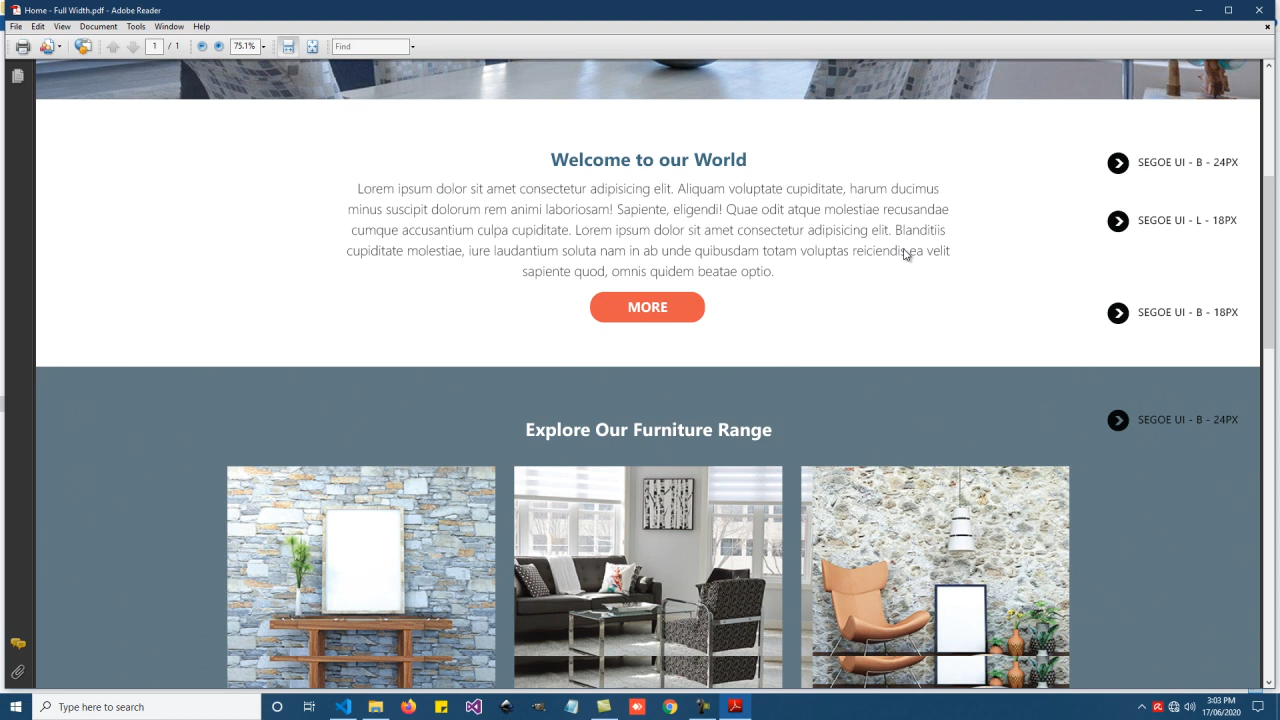 Home - Full Width.pdf - Adobe Reader
File Edit View Document Tools Window Help
1 / 1 75.1% Find
Welcome to our World
SEGOE UI - B - 24PX
Lorem ipsum dolor sit amet consectetur adipisicing elit. Aliquam voluptate cupiditate, harum ducimus
minus suscipit dolorum rem animi laboriosam! Sapiente, eligendi! Quae odit atque molestiae recusandae
SEGOE UI - L - 18PX
cumque accusantium culpa cupiditate. Lorem ipsum dolor sit amet consectetur adipisicing elit. Blanditiis
cupiditate molestiae, iure laudantium soluta nam in ab unde quibusdam totam voluptas reiciendis ea velit
sapiente quod, omnis quidem beatae optio.
MORE
SEGOE UI - B - 18PX
Explore Our Furniture Range
SEGOE UI - B - 24PX
Type here to search
3:03 PM
17/06/2020